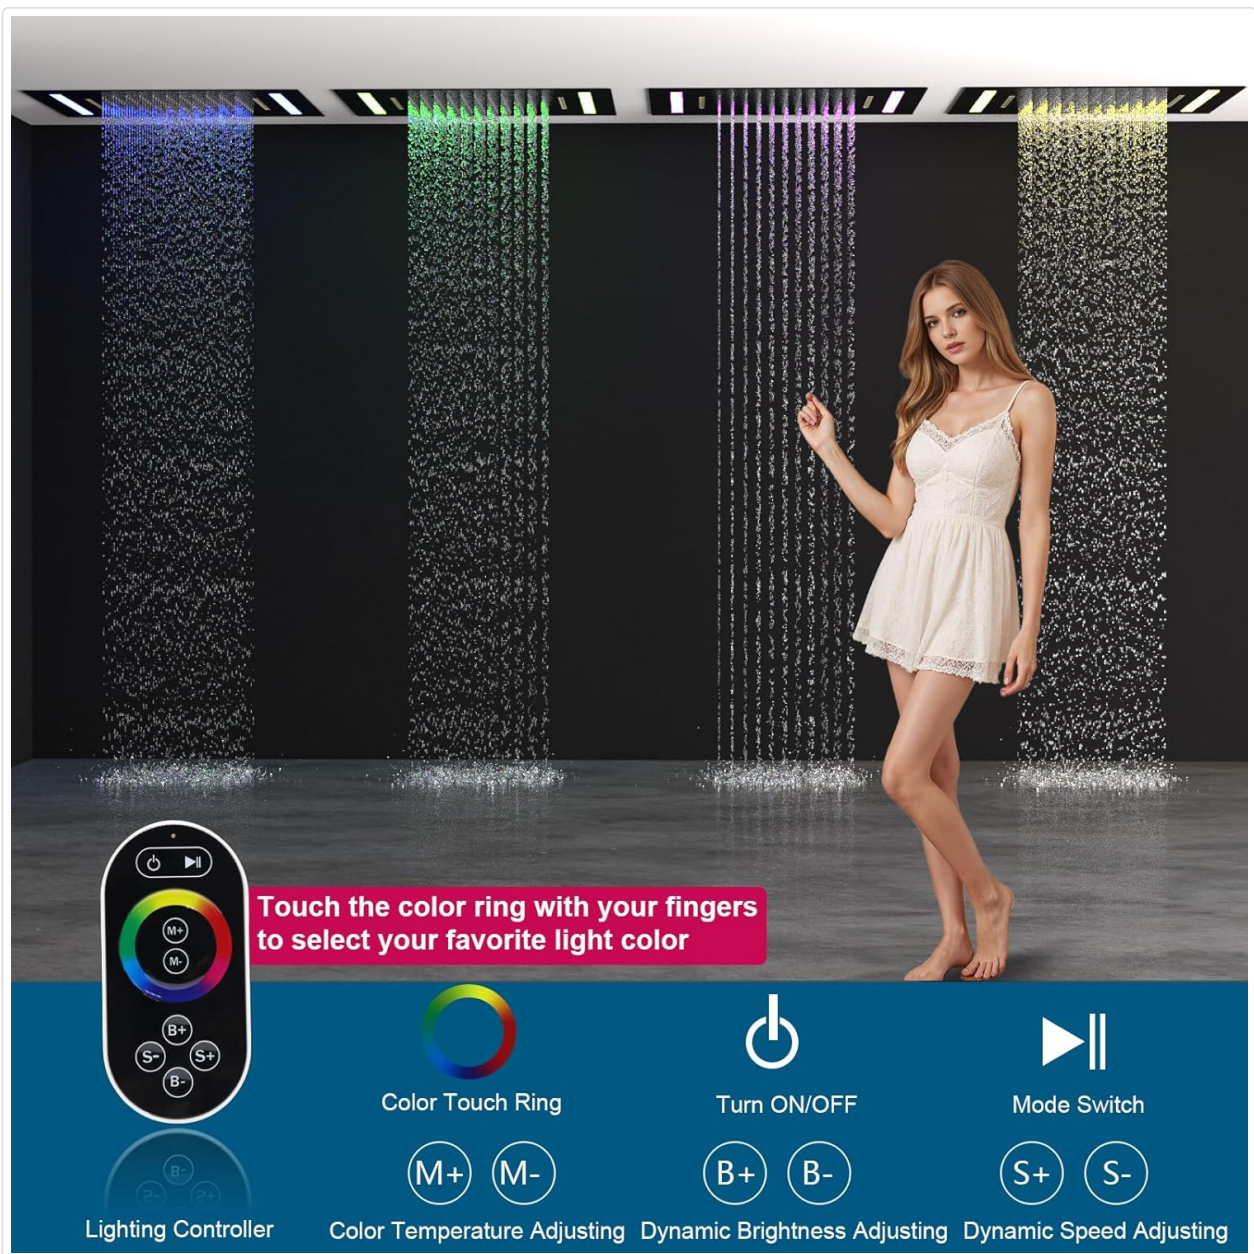 Touch the color ring with your fingers
to select your favorite light color
M+
M-
B+
S-
S+
B-
Color Touch Ring
Turn ON/OFF
Mode Switch
M+ M-
B+ B-
S+ S-
Lighting Controller
Color Temperature Adjusting
Dynamic Brightness Adjusting
Dynamic Speed Adjusting